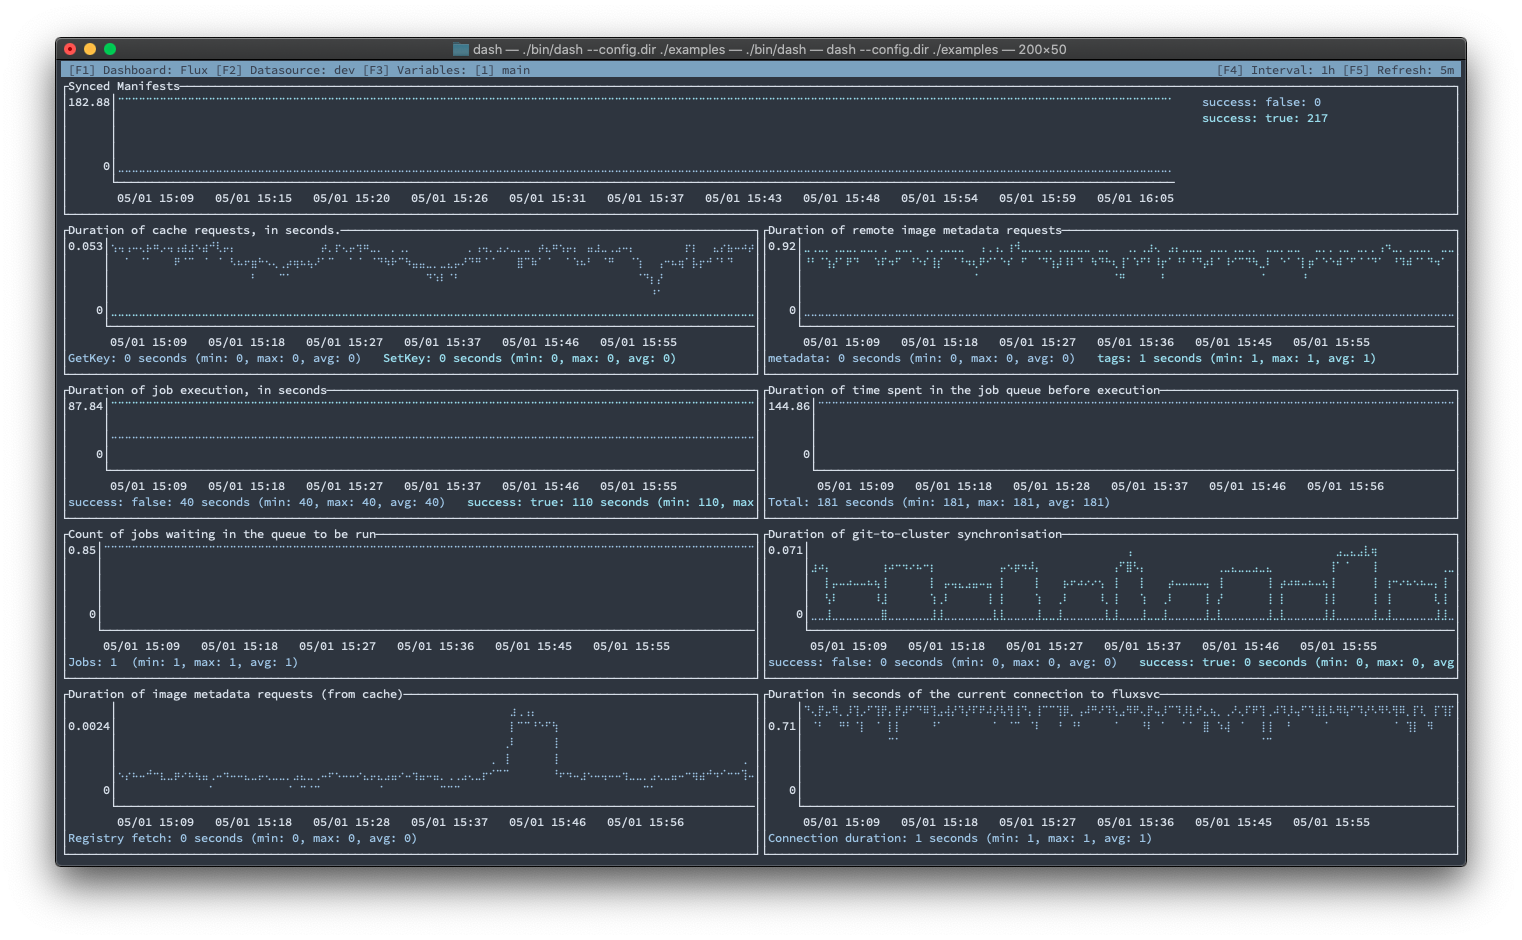 dash — ./bin/dash --config.dir ./examples — ./bin/dash — dash --config.dir ./examples — 200×50
[F1] Dashboard: Flux [F2] Datasource: dev [F3] Variables: [1] main [F4] Interval: 1h [F5] Refresh: 5m
Synced Manifests
182.88
success: false: 0
success: true: 217
0
05/01 15:09 05/01 15:15 05/01 15:20 05/01 15:26 05/01 15:31 05/01 15:37 05/01 15:43 05/01 15:48 05/01 15:54 05/01 15:59 05/01 16:05
Duration of cache requests, in seconds.
0.053
0
05/01 15:09 05/01 15:18 05/01 15:27 05/01 15:37 05/01 15:46 05/01 15:55
GetKey: 0 seconds (min: 0, max: 0, avg: 0) SetKey: 0 seconds (min: 0, max: 0, avg: 0)
Duration of remote image metadata requests
0.92
0
05/01 15:09 05/01 15:18 05/01 15:27 05/01 15:36 05/01 15:45 05/01 15:55
metadata: 0 seconds (min: 0, max: 0, avg: 0) tags: 1 seconds (min: 1, max: 1, avg: 1)
Duration of job execution, in seconds
87.84
0
05/01 15:09 05/01 15:18 05/01 15:27 05/01 15:37 05/01 15:46 05/01 15:55
success: false: 40 seconds (min: 40, max: 40, avg: 40) success: true: 110 seconds (min: 110, max
Duration of time spent in the job queue before execution
144.86
0
05/01 15:09 05/01 15:18 05/01 15:28 05/01 15:37 05/01 15:46 05/01 15:56
Total: 181 seconds (min: 181, max: 181, avg: 181)
Count of jobs waiting in the queue to be run
0.85
0
05/01 15:09 05/01 15:18 05/01 15:27 05/01 15:36 05/01 15:45 05/01 15:55
Jobs: 1 (min: 1, max: 1, avg: 1)
Duration of git-to-cluster synchronisation
0.071
0
05/01 15:09 05/01 15:18 05/01 15:27 05/01 15:37 05/01 15:46 05/01 15:55
success: false: 0 seconds (min: 0, max: 0, avg: 0) success: true: 0 seconds (min: 0, max: 0, avg
Duration of image metadata requests (from cache)
0.0024
0
05/01 15:09 05/01 15:18 05/01 15:28 05/01 15:37 05/01 15:46 05/01 15:56
Registry fetch: 0 seconds (min: 0, max: 0, avg: 0)
Duration in seconds of the current connection to fluxsvc
0.71
0
05/01 15:09 05/01 15:18 05/01 15:27 05/01 15:36 05/01 15:45 05/01 15:55
Connection duration: 1 seconds (min: 1, max: 1, avg: 1)